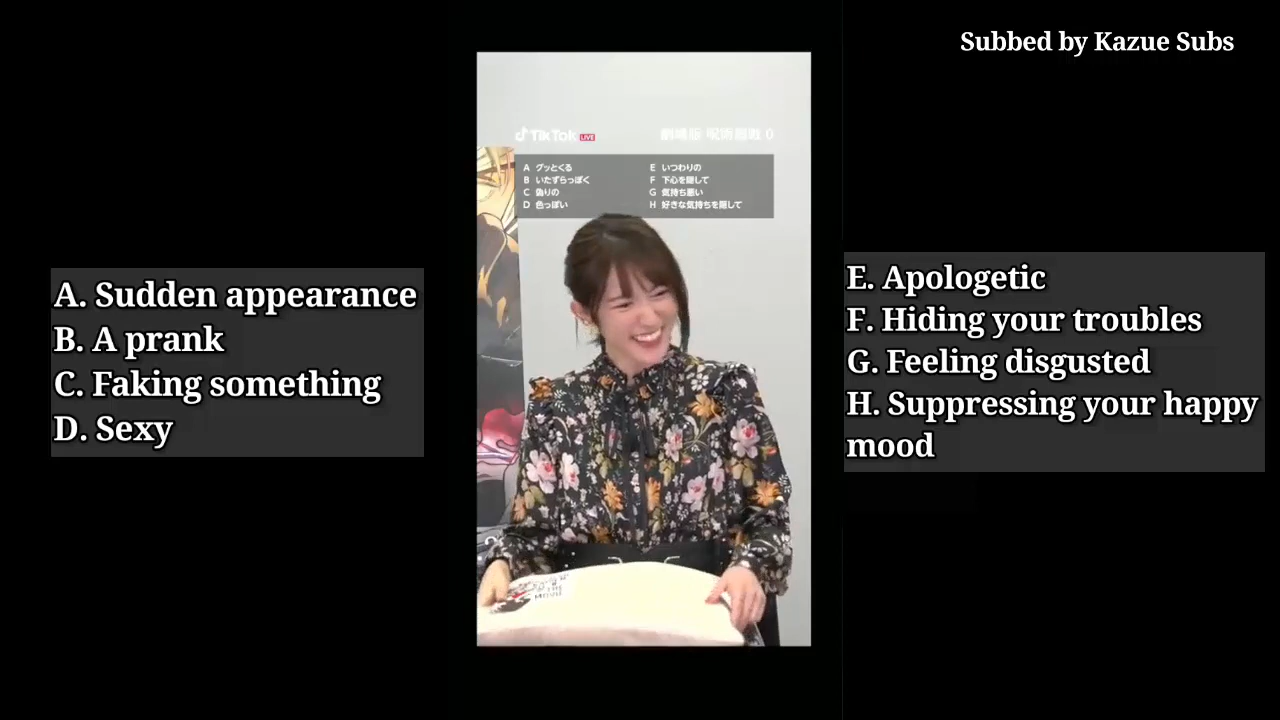 Subbed by Kazue Subs
TikTok LIVE
劇場版 呪術廻戦 0
A グッとくる
B いたずらっぽく
C 偽りの
D 色っぽい
E いつわりの
F 下心を隠して
G 気持ち悪い
H 好きな気持ちを隠して
A. Sudden appearance
B. A prank
C. Faking something
D. Sexy
E. Apologetic
F. Hiding your troubles
G. Feeling disgusted
H. Suppressing your happy
mood